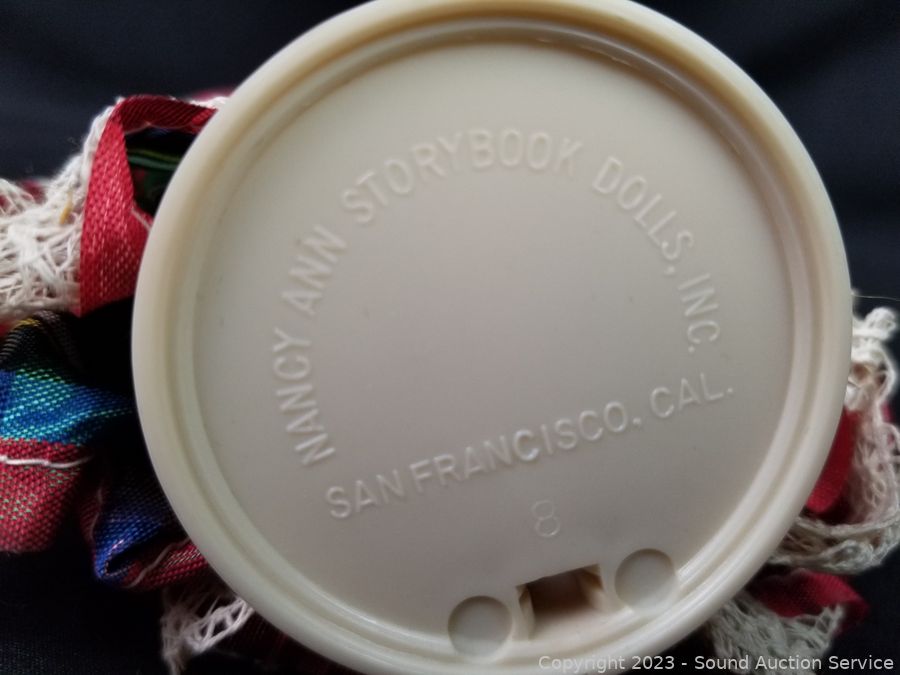 NANCY ANN STORYBOOK DOLLS, INC.
SAN FRANCISCO, CAL.
8
Copyright © 2023 - Sound Auction Service